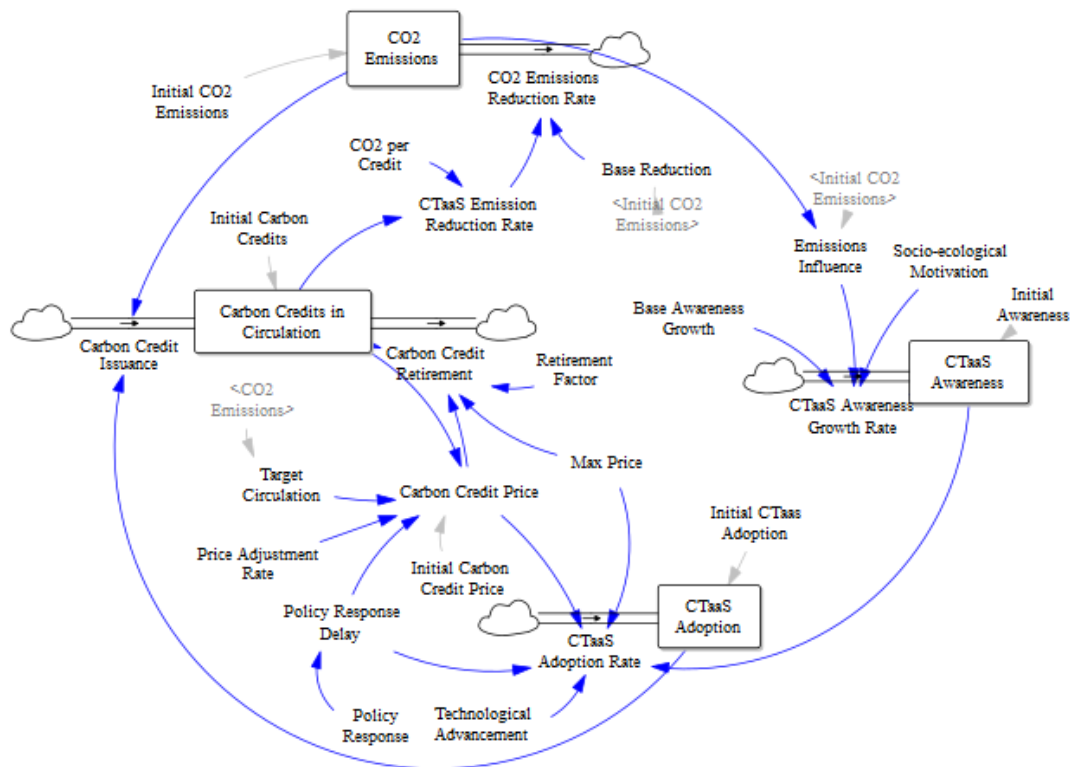 CO2
Emissions
Initial CO2
Emissions
CO2 Emissions
Reduction Rate
CO2 per
Credit
Base Reduction
<Initial CO2
Emissions>
<Initial CO2
Emissions>
CTaaS Emission
Reduction Rate
Initial Carbon
Credits
Emissions
Influence
Socio-ecological
Motivation
Initial
Awareness
Base Awareness
Growth
Carbon Credits in
Circulation
Carbon Credit
Issuance
Carbon Credit
Retirement
Retirement
Factor
CTaaS
Awareness
CTaaS Awareness
Growth Rate
<CO2
Emissions>
Target
Circulation
Carbon Credit Price
Max Price
Initial CTaas
Adoption
Price Adjustment
Rate
Initial Carbon
Credit Price
Policy Response
Delay
CTaaS
Adoption
CTaaS
Adoption Rate
Policy
Response
Technological
Advancement